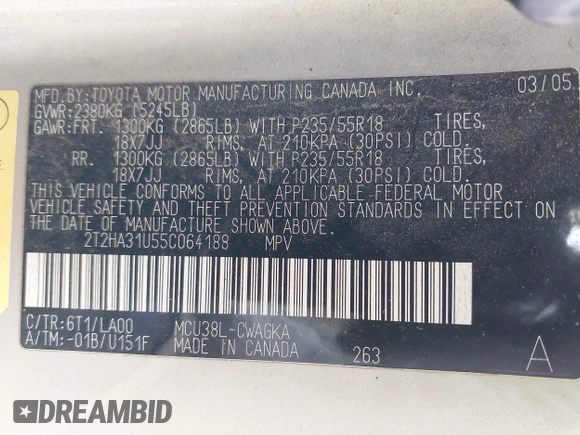 MFD.BY:TOYOTA MOTOR MANUFACTURING CANADA INC. 03/05
GVWR:2380KG (5245LB)
GAWR:FRT. 1300KG (2865LB) WITH P235/55R18 TIRES,
18X7JJ RIMS, AT 210KPA (30PSI) COLD.
RR. 1300KG (2865LB) WITH P235/55R18 TIRES,
18X7JJ RIMS, AT 210KPA (30PSI) COLD.
THIS VEHICLE CONFORMS TO ALL APPLICABLE FEDERAL MOTOR
VEHICLE SAFETY AND THEFT PREVENTION STANDARDS IN EFFECT ON
THE DATE OF MANUFACTURE SHOWN ABOVE.
2T2HA31U55C064188 MPV
C/TR:6T1/LA00 MCU38L-CWAGKA
A/TM:-01B/U151F MADE IN CANADA 263 A
DREAMBID